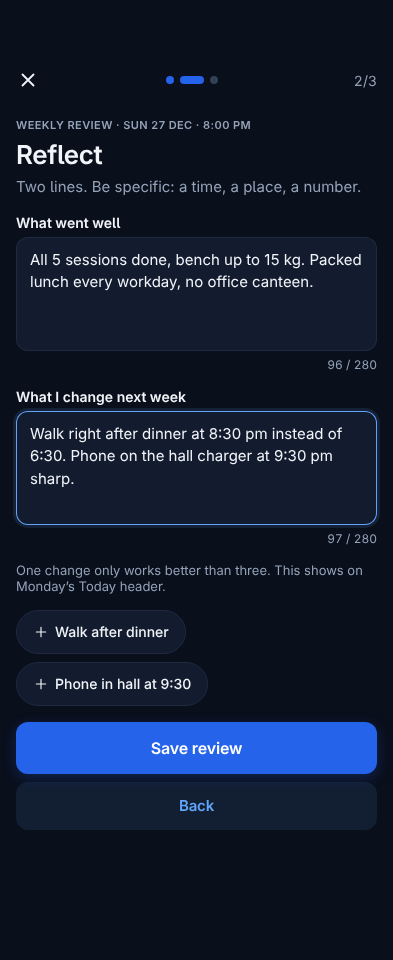 2/3
WEEKLY REVIEW · SUN 27 DEC · 8:00 PM
Reflect
Two lines. Be specific: a time, a place, a number.
What went well
All 5 sessions done, bench up to 15 kg. Packed
lunch every workday, no office canteen.
96 / 280
What I change next week
Walk right after dinner at 8:30 pm instead of
6:30. Phone on the hall charger at 9:30 pm
sharp.
97 / 280
One change only works better than three. This shows on
Monday’s Today header.
Walk after dinner
Phone in hall at 9:30
Save review
Back